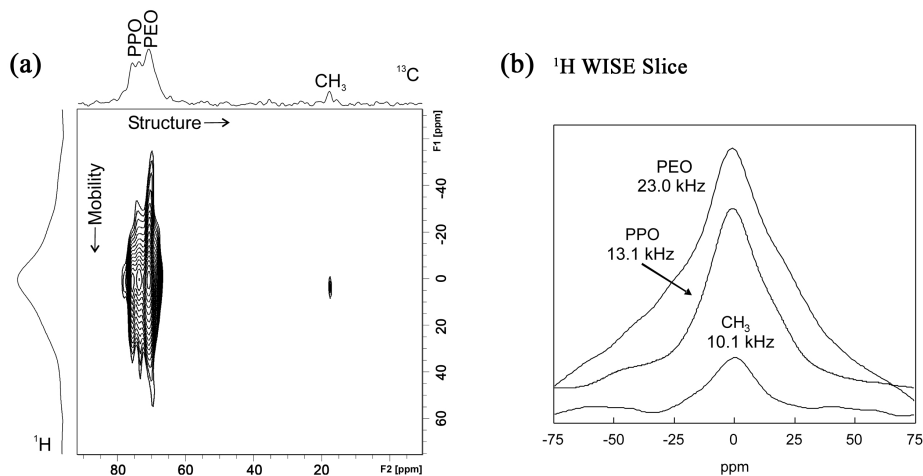 (a)
PPO
PEO
CH₃
¹³C
Structure→
←Mobility
F1 [ppm]
-40
-20
0
20
40
60
¹H
80
60
40
20
F2 [ppm]
(b) ¹H WISE Slice
PEO
23.0 kHz
PPO
13.1 kHz
CH₃
10.1 kHz
-75
-50
-25
0
25
50
75
ppm